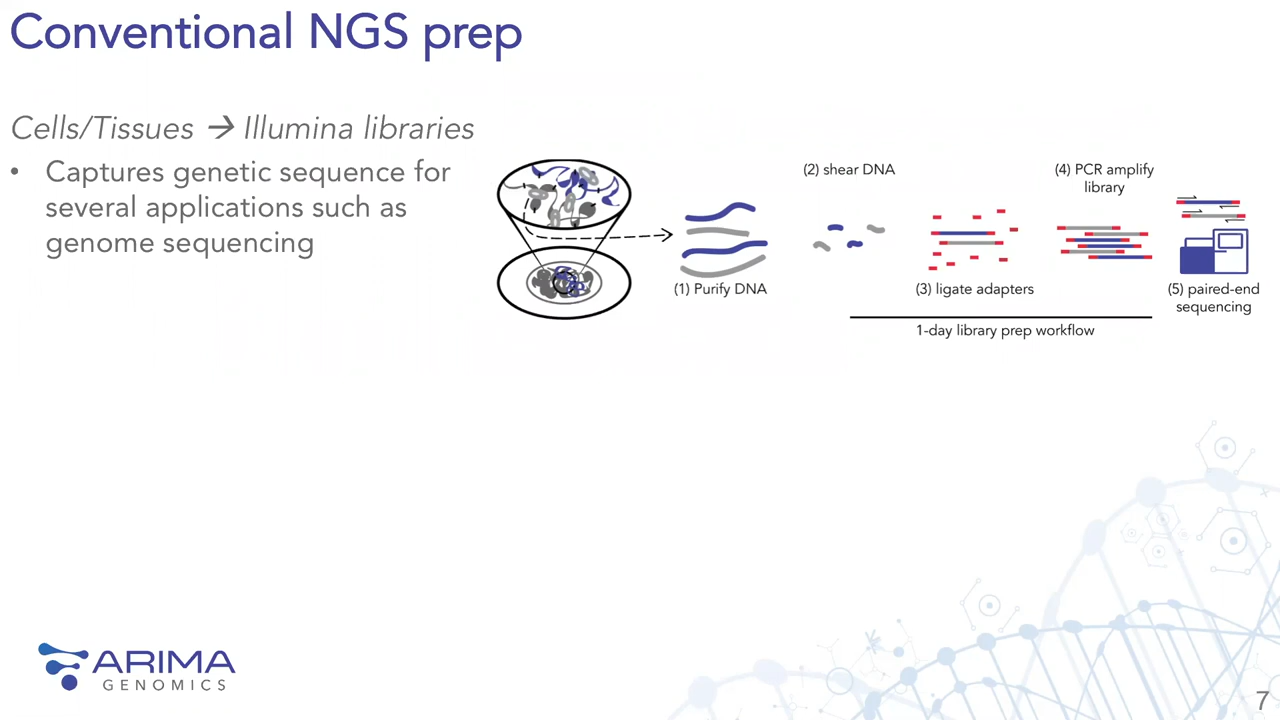 Conventional NGS prep
Cells/Tissues → Illumina libraries
• Captures genetic sequence for
several applications such as
genome sequencing
(1) Purify DNA
(2) shear DNA
(3) ligate adapters
(4) PCR amplify
library
(5) paired-end
sequencing
1-day library prep workflow
ARIMA
GENOMICS
7